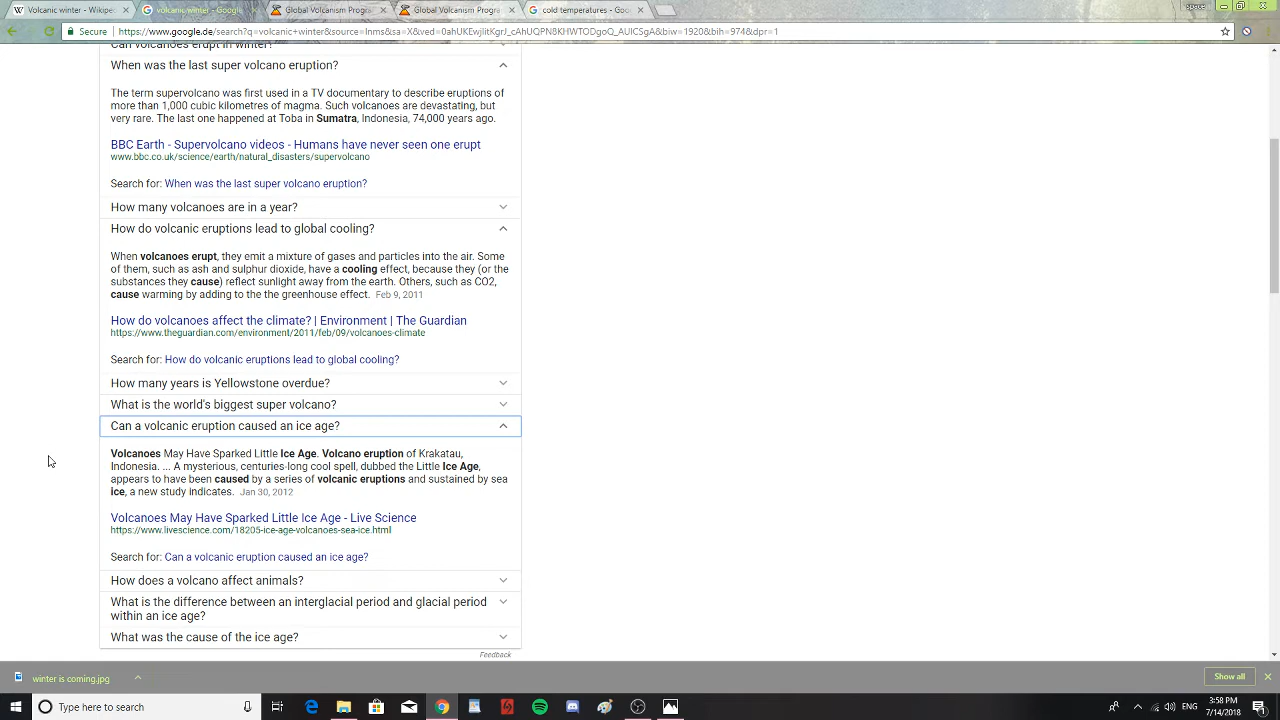 Volcanic winter - Wikipe
volcanic winter - Google
Global Volcanism Progra
Global Volcanism Progra
cold temperatures - Goo
Secure
https://www.google.de/search?q=volcanic+winter&source=lnms&sa=X&ved=0ahUKEwjlitKgrJ_cAhUQPN8KHWTODgoQ_AUICSgA&biw=1920&bih=974&dpr=1
Can volcanoes erupt in winter?
When was the last super volcano eruption?
The term supervolcano was first used in a TV documentary to describe eruptions of
more than 1,000 cubic kilometres of magma. Such volcanoes are devastating, but
very rare. The last one happened at Toba in Sumatra, Indonesia, 74,000 years ago.
BBC Earth - Supervolcano videos - Humans have never seen one erupt
www.bbc.co.uk/science/earth/natural_disasters/supervolcano
Search for: When was the last super volcano eruption?
How many volcanoes are in a year?
How do volcanic eruptions lead to global cooling?
When volcanoes erupt, they emit a mixture of gases and particles into the air. Some
of them, such as ash and sulphur dioxide, have a cooling effect, because they (or the
substances they cause) reflect sunlight away from the earth. Others, such as CO2,
cause warming by adding to the the greenhouse effect. Feb 9, 2011
How do volcanoes affect the climate? | Environment | The Guardian
https://www.theguardian.com/environment/2011/feb/09/volcanoes-climate
Search for: How do volcanic eruptions lead to global cooling?
How many years is Yellowstone overdue?
What is the world's biggest super volcano?
Can a volcanic eruption caused an ice age?
Volcanoes May Have Sparked Little Ice Age. Volcano eruption of Krakatau,
Indonesia. ... A mysterious, centuries-long cool spell, dubbed the Little Ice Age,
appears to have been caused by a series of volcanic eruptions and sustained by sea
ice, a new study indicates. Jan 30, 2012
Volcanoes May Have Sparked Little Ice Age - Live Science
https://www.livescience.com/18205-ice-age-volcanoes-sea-ice.html
Search for: Can a volcanic eruption caused an ice age?
How does a volcano affect animals?
What is the difference between an interglacial period and glacial period
within an ice age?
What was the cause of the ice age?
Feedback
winter is coming.jpg
Show all
Type here to search
ENG
3:58 PM
7/14/2018